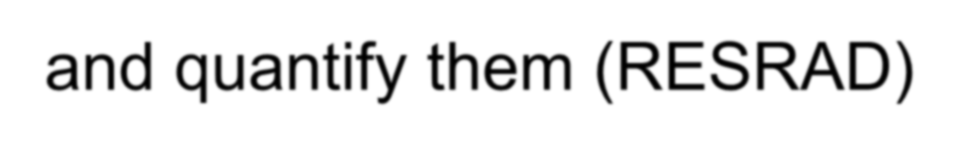 and quantify them (RESRAD)